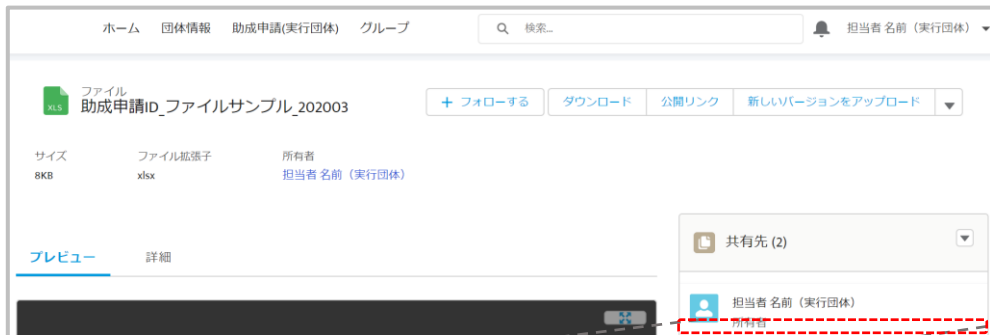 ホーム 団体情報 助成申請(実行団体) グループ 検索... 担当者 名前（実行団体）
ファイル
XLS 助成申請ID_ファイルサンプル_202003
フォローする ダウンロード 公開リンク 新しいバージョンをアップロード
サイズ ファイル拡張子 所有者
8KB xlsx 担当者 名前（実行団体）
共有先 (2)
プレビュー 詳細
担当者 名前（実行団体）
所有者